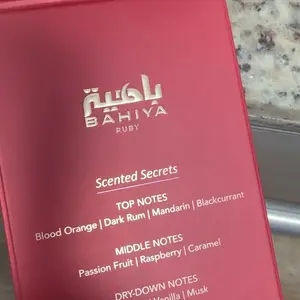 باهية
BAHIYA
RUBY
Scented Secrets
TOP NOTES
Blood Orange | Dark Rum | Mandarin | Blackcurrant
MIDDLE NOTES
Passion Fruit | Raspberry | Caramel
DRY-DOWN NOTES
Vanilla | Musk